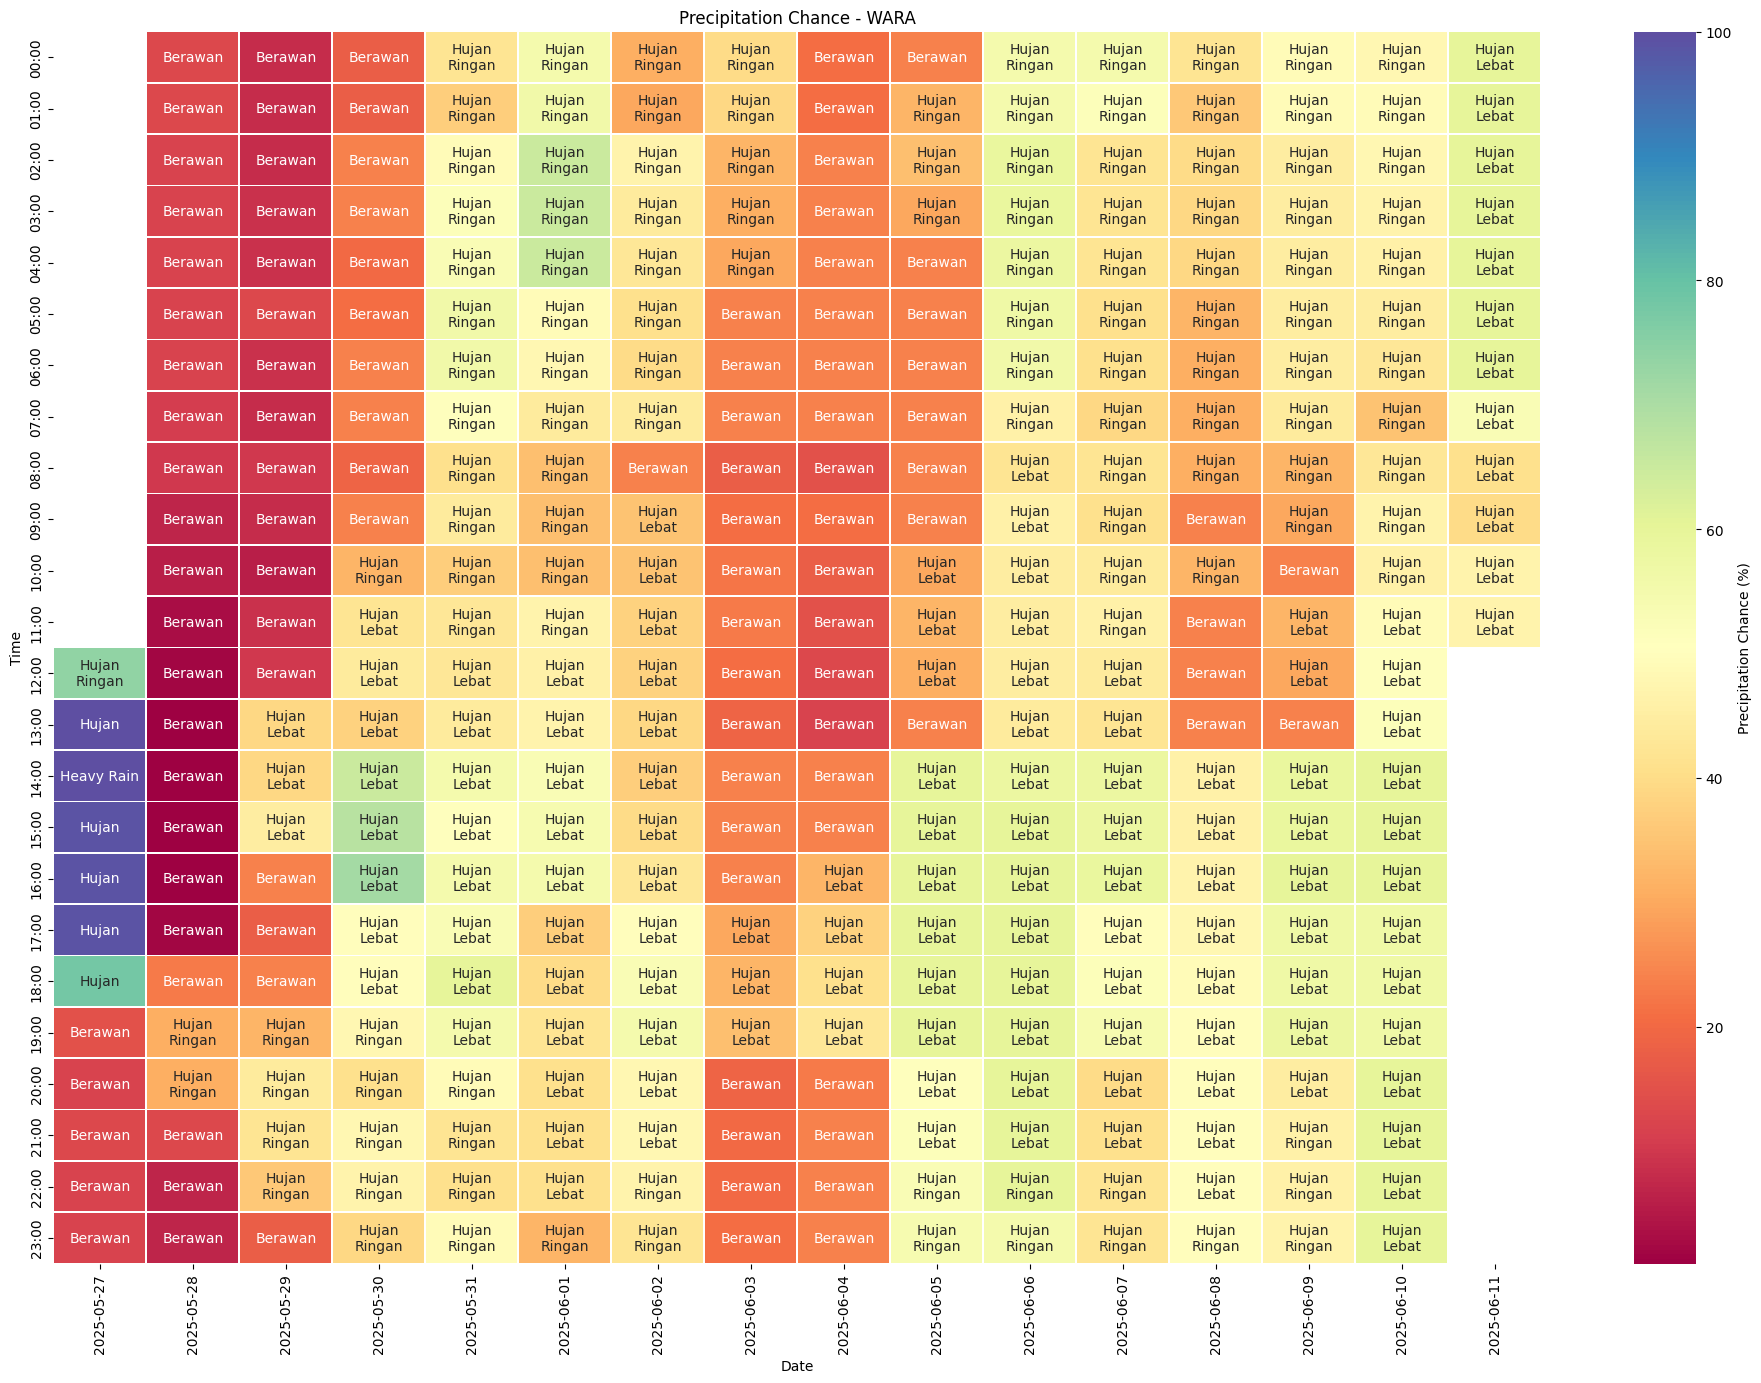 Precipitation Chance - WARA
00:00 Berawan Berawan Berawan Hujan Ringan Hujan Ringan Hujan Ringan Hujan Ringan Berawan Berawan Hujan Ringan Hujan Ringan Hujan Ringan Hujan Ringan Hujan Ringan Hujan Lebat
01:00 Berawan Berawan Berawan Hujan Ringan Hujan Ringan Hujan Ringan Hujan Ringan Berawan Hujan Ringan Hujan Ringan Hujan Ringan Hujan Ringan Hujan Ringan Hujan Ringan Hujan Lebat
02:00 Berawan Berawan Berawan Hujan Ringan Hujan Ringan Hujan Ringan Hujan Ringan Berawan Hujan Ringan Hujan Ringan Hujan Ringan Hujan Ringan Hujan Ringan Hujan Ringan Hujan Lebat
03:00 Berawan Berawan Berawan Hujan Ringan Hujan Ringan Hujan Ringan Hujan Ringan Berawan Hujan Ringan Hujan Ringan Hujan Ringan Hujan Ringan Hujan Ringan Hujan Ringan Hujan Lebat
04:00 Berawan Berawan Berawan Hujan Ringan Hujan Ringan Hujan Ringan Hujan Ringan Berawan Berawan Hujan Ringan Hujan Ringan Hujan Ringan Hujan Ringan Hujan Ringan Hujan Lebat
05:00 Berawan Berawan Berawan Hujan Ringan Hujan Ringan Hujan Ringan Berawan Berawan Berawan Hujan Ringan Hujan Ringan Hujan Ringan Hujan Ringan Hujan Ringan Hujan Lebat
06:00 Berawan Berawan Berawan Hujan Ringan Hujan Ringan Hujan Ringan Berawan Berawan Berawan Hujan Ringan Hujan Ringan Hujan Ringan Hujan Ringan Hujan Ringan Hujan Lebat
07:00 Berawan Berawan Berawan Hujan Ringan Hujan Ringan Hujan Ringan Berawan Berawan Berawan Hujan Ringan Hujan Ringan Hujan Ringan Hujan Ringan Hujan Ringan Hujan Lebat
08:00 Berawan Berawan Berawan Hujan Ringan Hujan Ringan Berawan Berawan Berawan Berawan Hujan Lebat Hujan Ringan Hujan Ringan Hujan Ringan Hujan Ringan Hujan Lebat
09:00 Berawan Berawan Berawan Hujan Ringan Hujan Ringan Hujan Lebat Berawan Berawan Berawan Hujan Lebat Hujan Ringan Berawan Hujan Ringan Hujan Ringan Hujan Lebat
10:00 Berawan Berawan Hujan Ringan Hujan Ringan Hujan Ringan Hujan Lebat Berawan Berawan Hujan Lebat Hujan Lebat Hujan Ringan Hujan Ringan Berawan Hujan Ringan Hujan Lebat
11:00 Berawan Berawan Hujan Lebat Hujan Ringan Hujan Ringan Hujan Lebat Berawan Berawan Hujan Lebat Hujan Lebat Hujan Ringan Berawan Hujan Lebat Hujan Lebat Hujan Lebat
12:00 Hujan Ringan Berawan Berawan Hujan Lebat Hujan Lebat Hujan Lebat Hujan Lebat Berawan Berawan Hujan Lebat Hujan Lebat Hujan Lebat Berawan Hujan Lebat Hujan Lebat
13:00 Hujan Berawan Hujan Lebat Hujan Lebat Hujan Lebat Hujan Lebat Hujan Lebat Berawan Berawan Berawan Hujan Lebat Hujan Lebat Berawan Berawan Hujan Lebat
14:00 Heavy Rain Berawan Hujan Lebat Hujan Lebat Hujan Lebat Hujan Lebat Hujan Lebat Berawan Berawan Hujan Lebat Hujan Lebat Hujan Lebat Hujan Lebat Hujan Lebat Hujan Lebat
15:00 Hujan Berawan Hujan Lebat Hujan Lebat Hujan Lebat Hujan Lebat Hujan Lebat Berawan Berawan Hujan Lebat Hujan Lebat Hujan Lebat Hujan Lebat Hujan Lebat Hujan Lebat
16:00 Hujan Berawan Berawan Hujan Lebat Hujan Lebat Hujan Lebat Hujan Lebat Berawan Hujan Lebat Hujan Lebat Hujan Lebat Hujan Lebat Hujan Lebat Hujan Lebat Hujan Lebat
17:00 Hujan Berawan Berawan Hujan Lebat Hujan Lebat Hujan Lebat Hujan Lebat Hujan Lebat Hujan Lebat Hujan Lebat Hujan Lebat Hujan Lebat Hujan Lebat Hujan Lebat Hujan Lebat
18:00 Hujan Berawan Berawan Hujan Lebat Hujan Lebat Hujan Lebat Hujan Lebat Hujan Lebat Hujan Lebat Hujan Lebat Hujan Lebat Hujan Lebat Hujan Lebat Hujan Lebat Hujan Lebat
19:00 Berawan Hujan Ringan Hujan Ringan Hujan Ringan Hujan Lebat Hujan Lebat Hujan Lebat Hujan Lebat Hujan Lebat Hujan Lebat Hujan Lebat Hujan Lebat Hujan Lebat Hujan Lebat Hujan Lebat
20:00 Berawan Hujan Ringan Hujan Ringan Hujan Ringan Hujan Ringan Hujan Lebat Hujan Lebat Berawan Berawan Hujan Lebat Hujan Lebat Hujan Lebat Hujan Lebat Hujan Lebat Hujan Lebat
21:00 Berawan Berawan Hujan Ringan Hujan Ringan Hujan Ringan Hujan Lebat Hujan Lebat Berawan Berawan Hujan Lebat Hujan Lebat Hujan Lebat Hujan Lebat Hujan Ringan Hujan Lebat
22:00 Berawan Berawan Hujan Ringan Hujan Ringan Hujan Ringan Hujan Lebat Hujan Ringan Berawan Berawan Hujan Ringan Hujan Ringan Hujan Ringan Hujan Lebat Hujan Ringan Hujan Lebat
23:00 Berawan Berawan Berawan Hujan Ringan Hujan Ringan Hujan Ringan Hujan Ringan Berawan Berawan Hujan Ringan Hujan Ringan Hujan Ringan Hujan Ringan Hujan Ringan Hujan Lebat
Time
2025-05-27 2025-05-28 2025-05-29 2025-05-30 2025-05-31 2025-06-01 2025-06-02 2025-06-03 2025-06-04 2025-06-05 2025-06-06 2025-06-07 2025-06-08 2025-06-09 2025-06-10 2025-06-11
Date
100
80
60
40
20
Precipitation Chance (%)